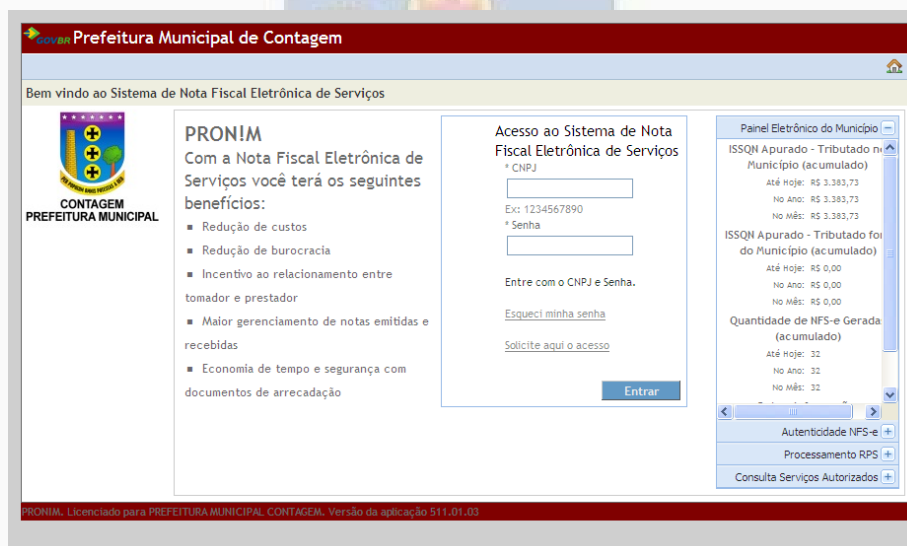 GOVBR Prefeitura Municipal de Contagem
Bem vindo ao Sistema de Nota Fiscal Eletrônica de Serviços
CONTAGEM
PREFEITURA MUNICIPAL
PRON!M
Com a Nota Fiscal Eletrônica de
Serviços você terá os seguintes
benefícios:
Redução de custos
Redução de burocracia
Incentivo ao relacionamento entre
tomador e prestador
Maior gerenciamento de notas emitidas e
recebidas
Economia de tempo e segurança com
documentos de arrecadação
Acesso ao Sistema de Nota
Fiscal Eletrônica de Serviços
* CNPJ
Ex: 1234567890
* Senha
Entre com o CNPJ e Senha.
Esqueci minha senha
Solicite aqui o acesso
Entrar
Painel Eletrônico do Município
ISSQN Apurado - Tributado n
Município (acumulado)
Até Hoje: R$ 3.383,73
No Ano: R$ 3.383,73
No Mês: R$ 3.383,73
ISSQN Apurado - Tributado for
do Município (acumulado)
Até Hoje: R$ 0,00
No Ano: R$ 0,00
No Mês: R$ 0,00
Quantidade de NFS-e Gerada
(acumulado)
Até Hoje: 32
No Ano: 32
No Mês: 32
Autenticidade NFS-e
Processamento RPS
Consulta Serviços Autorizados
PRONIM. Licenciado para PREFEITURA MUNICIPAL CONTAGEM. Versão da aplicação 511.01.03